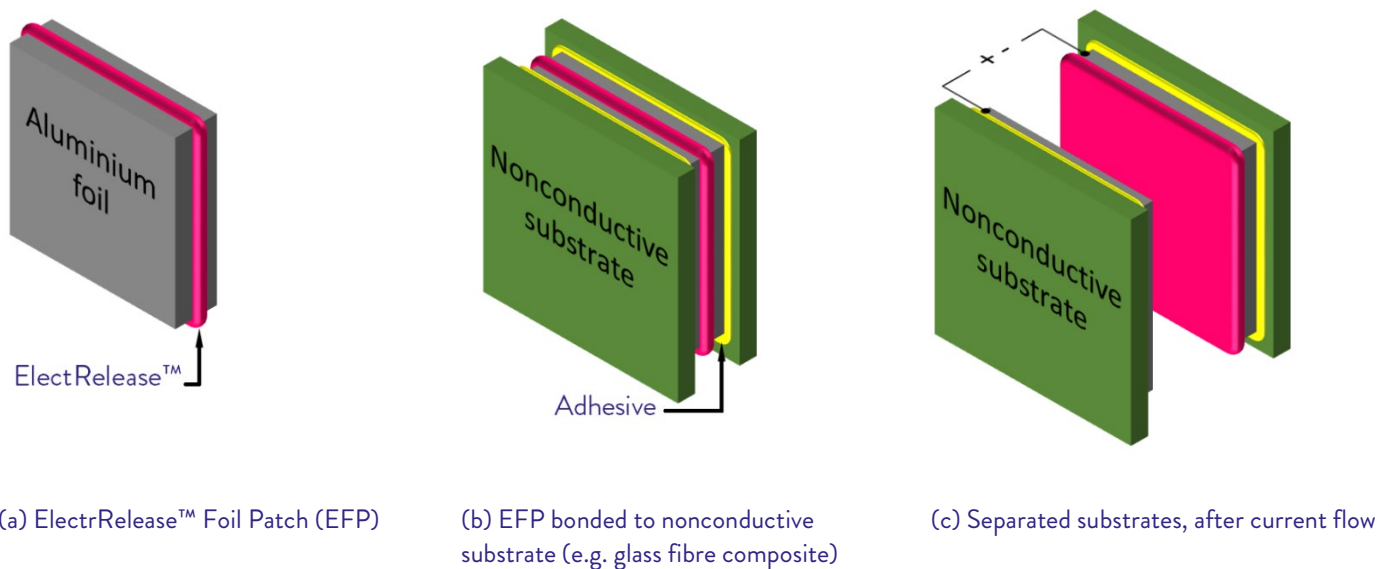 Aluminium
foil
ElectRelease™
Nonconductive
substrate
Adhesive
+ -
Nonconductive
substrate
(a) ElectrRelease™ Foil Patch (EFP)
(b) EFP bonded to nonconductive
substrate (e.g. glass fibre composite)
(c) Separated substrates, after current flow